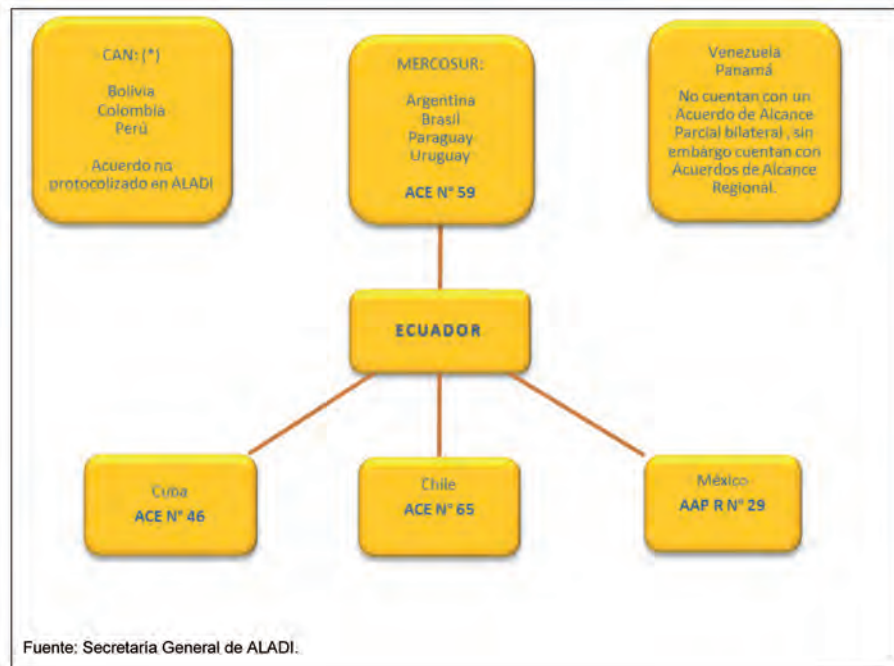 CAN: (*)
Bolivia
Colombia
Perú
Acuerdo no
protocolizado en ALADI
MERCOSUR:
Argentina
Brasil
Paraguay
Uruguay
ACE N° 59
Venezuela
Panamá
No cuentan con un
Acuerdo de Alcance
Parcial bilateral , sin
embargo cuentan con
Acuerdos de Alcance
Regional.
ECUADOR
Cuba
ACE N° 46
Chile
ACE N° 65
México
AAP R N° 29
Fuente: Secretaría General de ALADI.